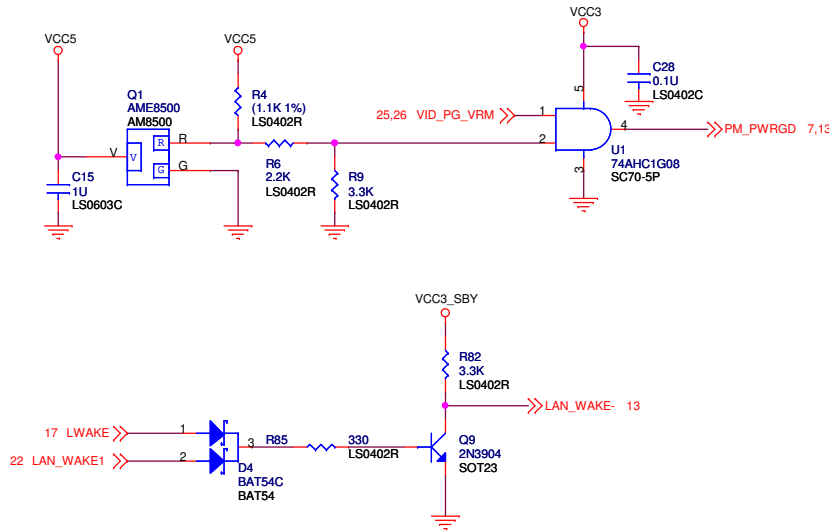 VCC5
VCC5
VCC3
Q1
AME8500
AM8500
R4
(1.1K 1%)
LS0402R
C28
0.1U
LS0402C
5
25,26 VID_PG_VRM
1
2
4
PM_PWRGD 7,13
3
U1
74AHC1G08
SC70-5P
V
V
R
R
G
G
C15
1U
LS0603C
R6
2.2K
LS0402R
R9
3.3K
LS0402R
VCC3_SBY
R82
3.3K
LS0402R
LAN_WAKE- 13
17 LWAKE
1
22 LAN_WAKE1
2
3
D4
BAT54C
BAT54
R85
330
LS0402R
Q9
2N3904
SOT23